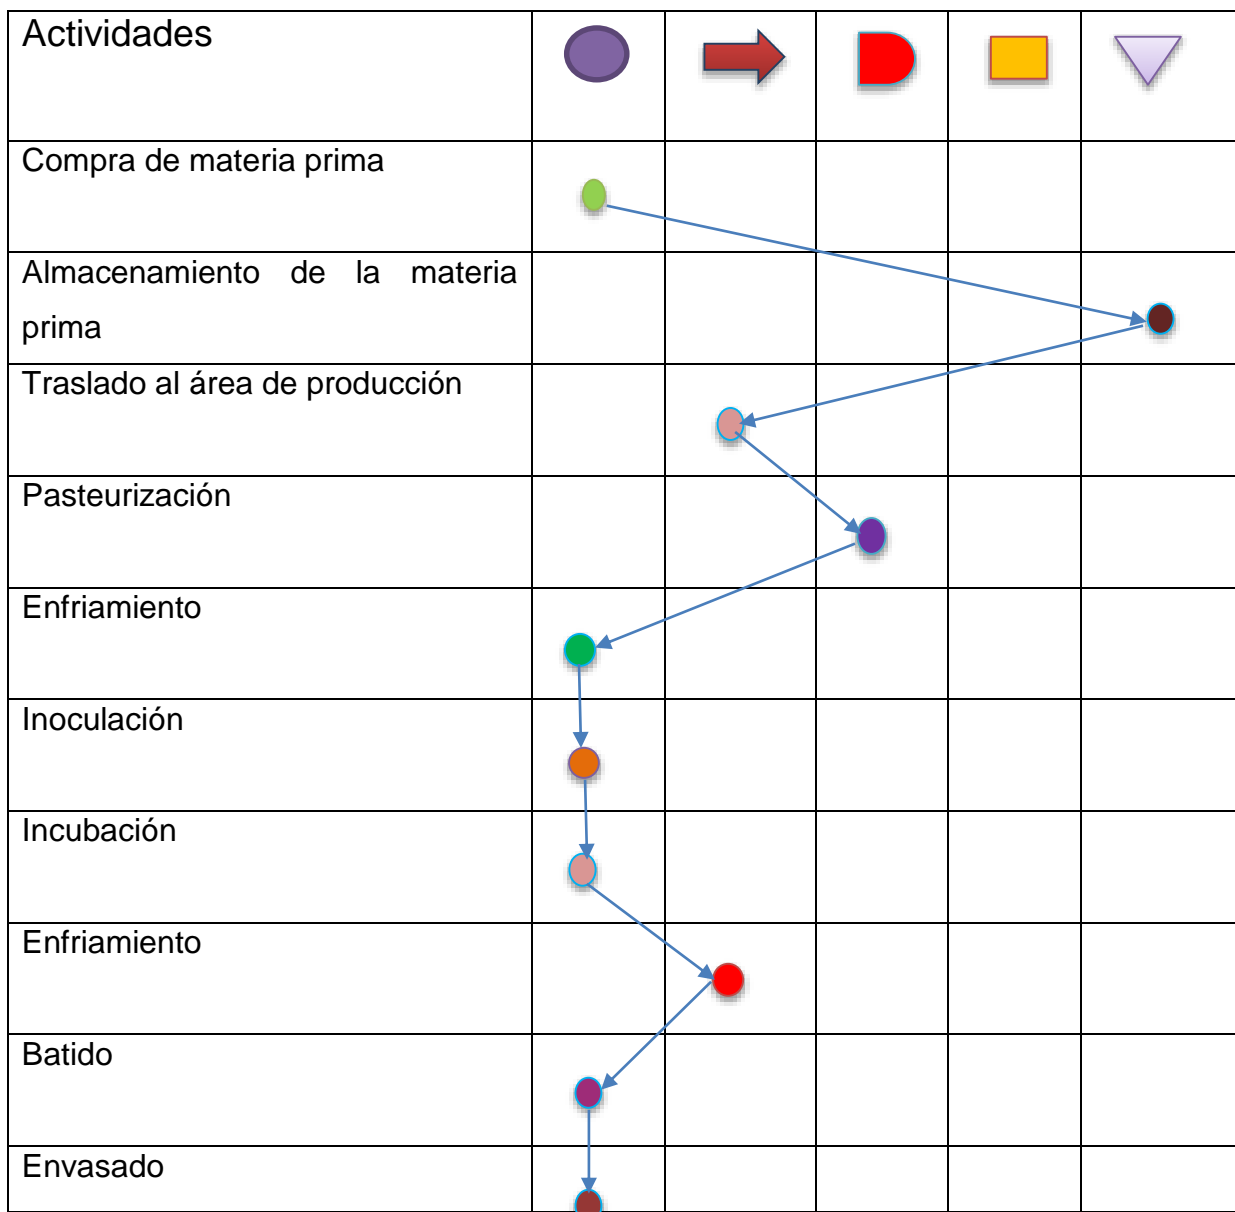 Actividades
Compra de materia prima
Almacenamiento de la materia
prima
Traslado al área de producción
Pasteurización
Enfriamiento
Inoculación
Incubación
Enfriamiento
Batido
Envasado